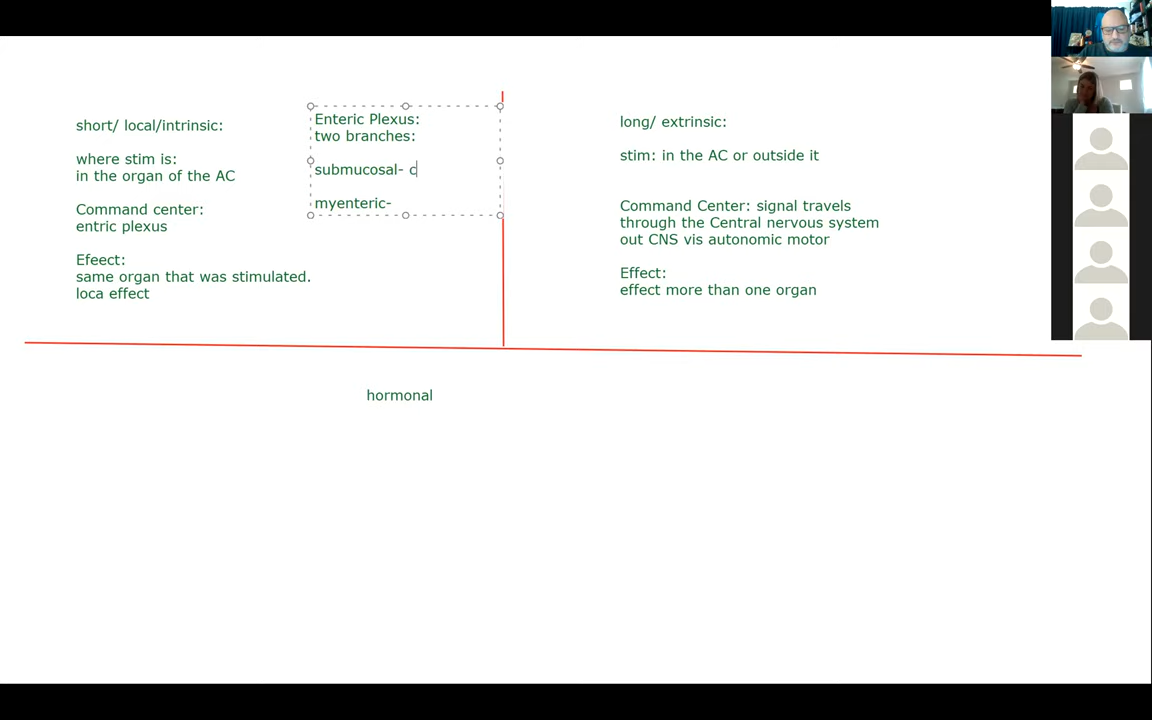 short/ local/intrinsic:
where stim is:
in the organ of the AC
Command center:
entric plexus
Efeect:
same organ that was stimulated.
loca effect
Enteric Plexus:
two branches:
submucosal- c
myenteric-
long/ extrinsic:
stim: in the AC or outside it
Command Center: signal travels
through the Central nervous system
out CNS vis autonomic motor
Effect:
effect more than one organ
hormonal